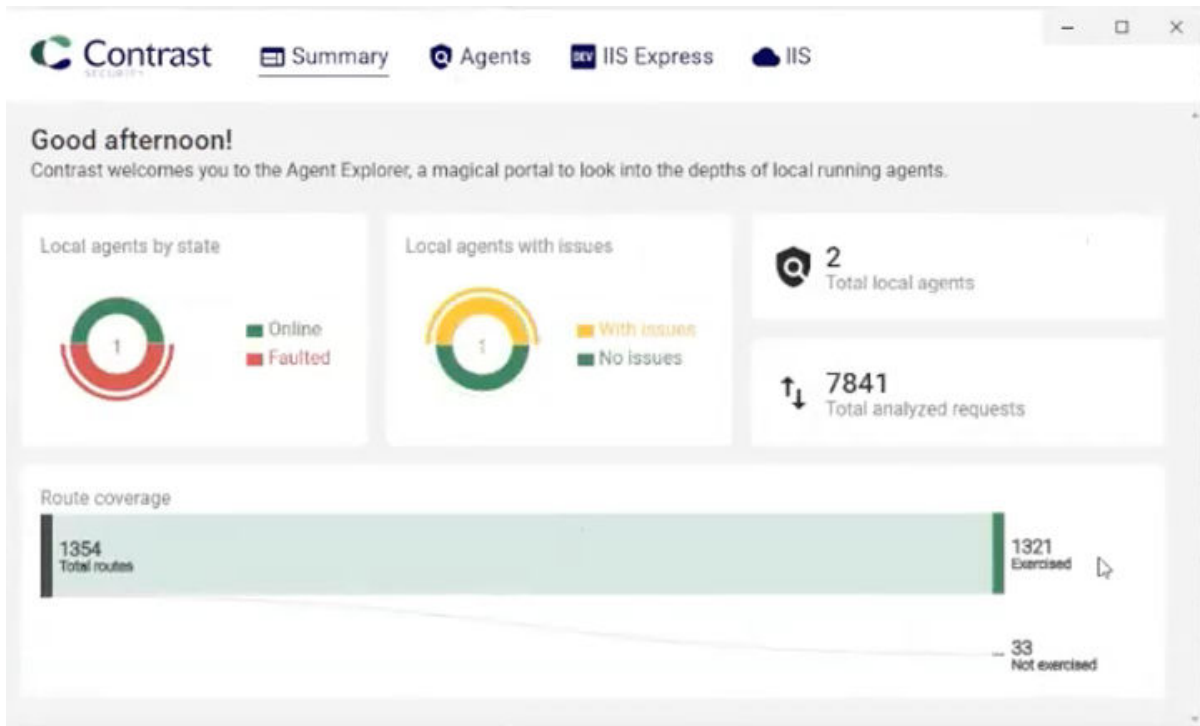 Contrast
SECURITY
Summary
Agents
DEV IIS Express
IIS
Good afternoon!
Contrast welcomes you to the Agent Explorer, a magical portal to look into the depths of local running agents.
Local agents by state
1
Online
Faulted
Local agents with issues
1
With issues
No issues
2
Total local agents
7841
Total analyzed requests
Route coverage
1354
Total routes
1321
Exercised
33
Not exercised